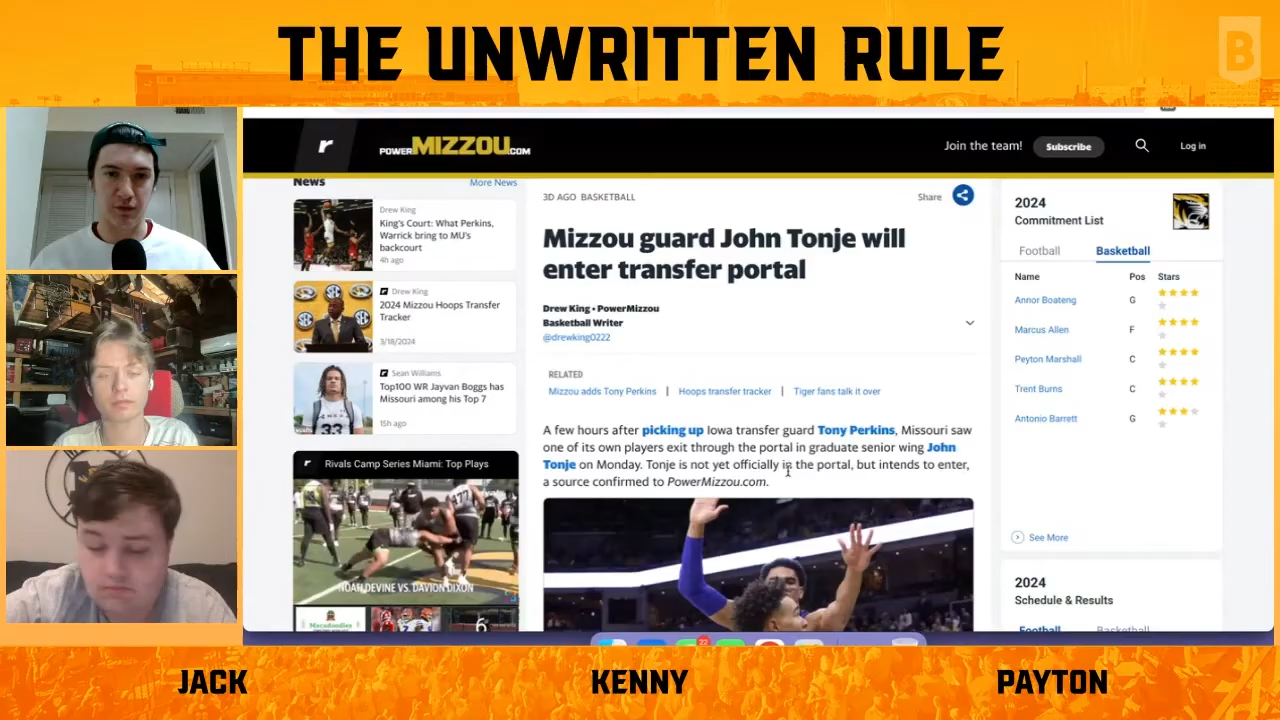 THE UNWRITTEN RULE
B
r
POWERMIZZOU.COM
Join the team!
Subscribe
Log in
News
More News
Drew King
King's Court: What Perkins,
Warrick bring to MU's
backcourt
4h ago
Drew King
2024 Mizzou Hoops Transfer
Tracker
3/18/2024
Sean Williams
Top100 WR Jayvan Boggs has
Missouri among his Top 7
15h ago
33
Rivals Camp Series Miami: Top Plays
NOAH DEVINE VS. DAVION DIXON
3D AGO BASKETBALL
Share
Mizzou guard John Tonje will
enter transfer portal
Drew King • PowerMizzou
Basketball Writer
@drewking0222
RELATED
Mizzou adds Tony Perkins | Hoops transfer tracker | Tiger fans talk it over
A few hours after picking up Iowa transfer guard Tony Perkins, Missouri saw
one of its own players exit through the portal in graduate senior wing John
Tonje on Monday. Tonje is not yet officially in the portal, but intends to enter,
a source confirmed to PowerMizzou.com.
2024
Commitment List
Football Basketball
Name Pos Stars
Annor Boateng G
Marcus Allen F
Peyton Marshall C
Trent Burns C
Antonio Barrett G
See More
2024
Schedule & Results
Football Basketball
22
JACK
KENNY
PAYTON